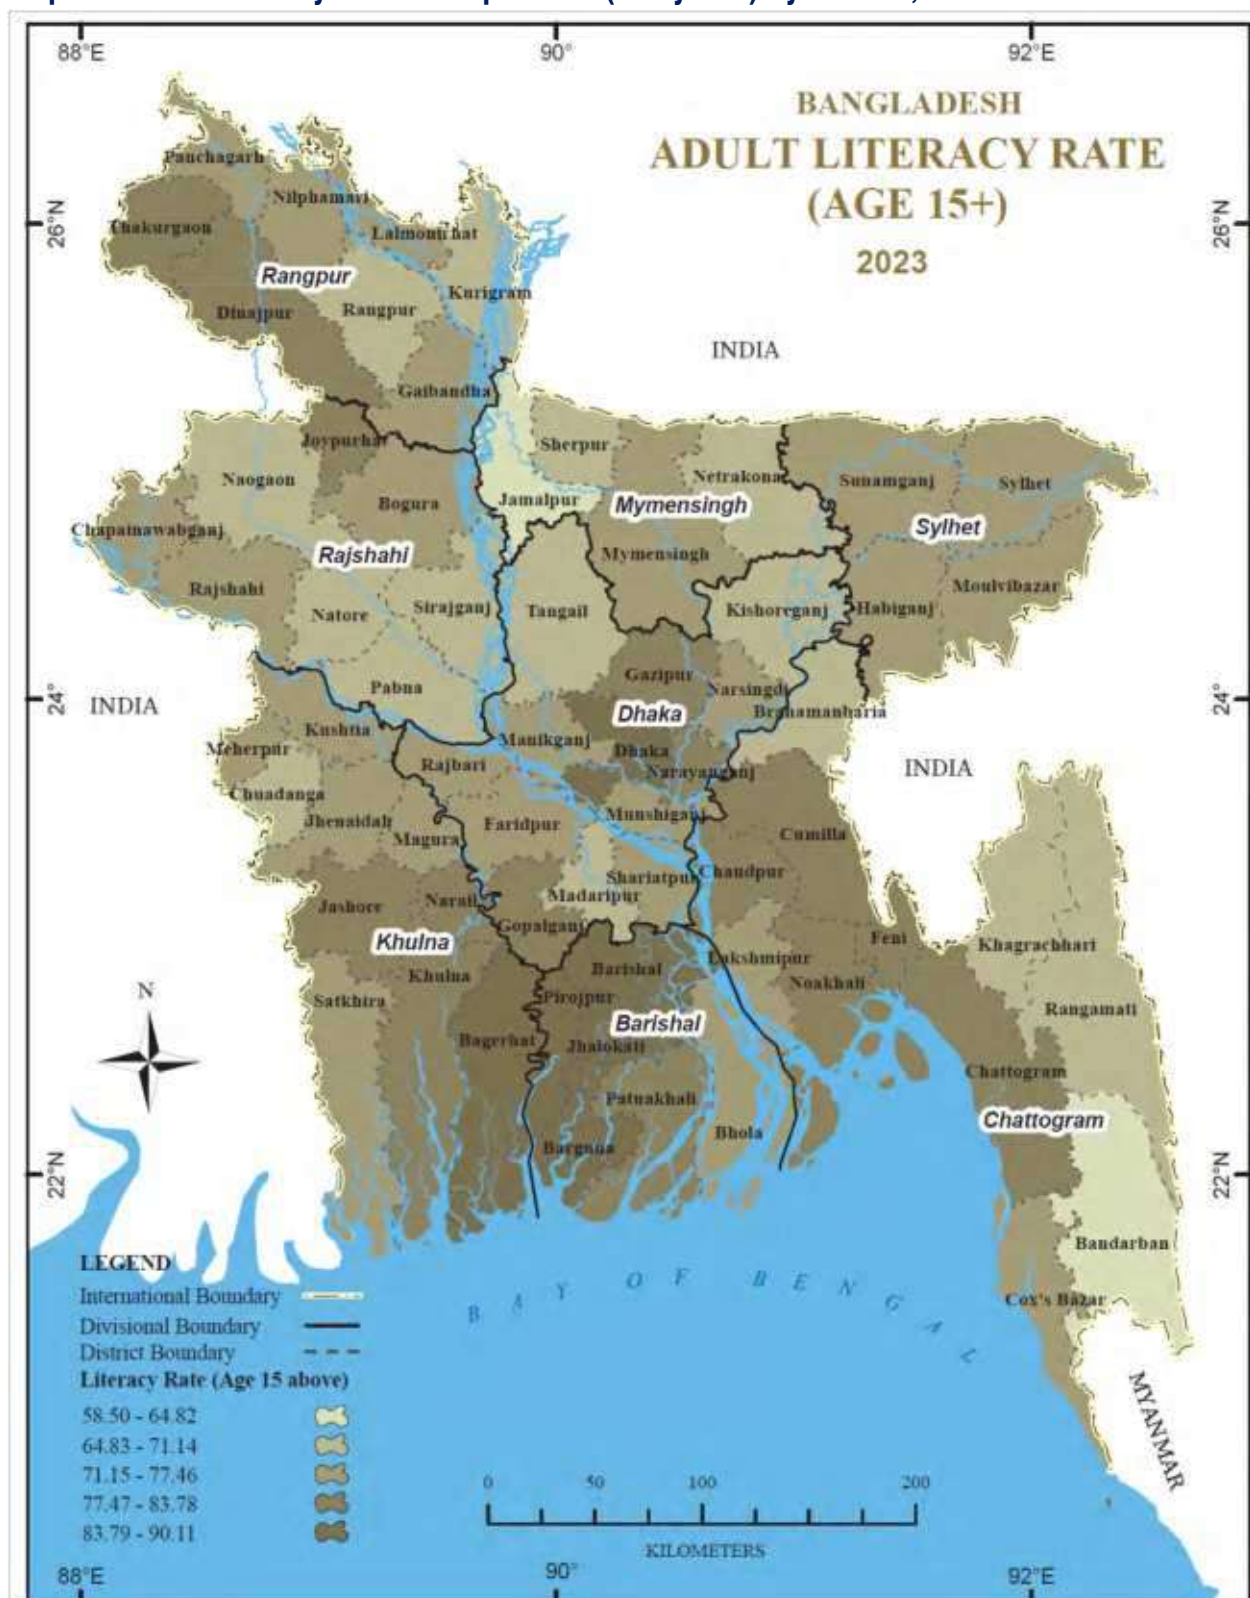 88°E 90° 92°E
BANGLADESH
ADULT LITERACY RATE
(AGE 15+)
2023
26°N
26°N
Panchagarh
Nilphamari
Thakurgaon
Lalmonirhat
Rangpur
Kurigram
Dinajpur
Rangpur
INDIA
Gaibandha
Joypurhat
Sherpur
Naogaon
Netrakona
Sunamganj
Sylhet
Bogura
Jamalpur
Mymensingh
Chapainawabganj
Sylhet
Rajshahi
Mymensingh
Rajshahi
Moulvibazar
Natore
Sirajganj
Tangail
Kishoreganj
Habiganj
Gazipur
Pabna
Narsingdi
24°N
INDIA
Dhaka
Brahamanbaria
24°N
Kushtia
Manikganj
Meherpur
Dhaka
Rajbari
Narayanganj
INDIA
Chuadanga
Jhenaidah
Faridpur
Munshiganj
Magura
Cumilla
Shariatpur
Chaudpur
Madaripur
Jashore
Narail
Gopalganj
Khulna
Feni
Khagrachhari
Lakshmipur
Barishal
Khulna
Noakhali
N
Satkhira
Pirojpur
Rangamati
Barishal
Bagerhat
Jhalokati
Chattogram
Patuakhali
Chattogram
Bhola
Barguna
22°N
22°N
Bandarban
LEGEND
International Boundary
Divisional Boundary
District Boundary
Literacy Rate (Age 15 above)
58.50 - 64.82
64.83 - 71.14
71.15 - 77.46
77.47 - 83.78
83.79 - 90.11
BAY OF BENGAL
Cox's Bazar
MYANMAR
0 50 100 200
KILOMETERS
88°E 90° 92°E